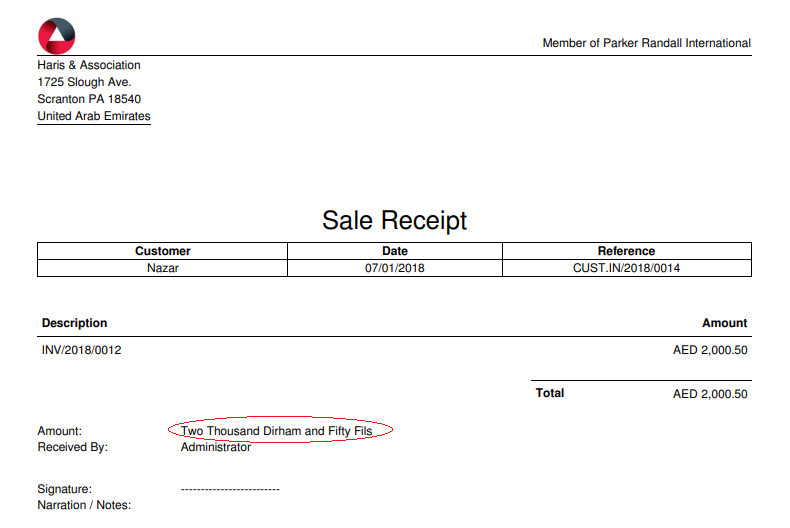 Member of Parker Randall International
Haris & Association
1725 Slough Ave.
Scranton PA 18540
United Arab Emirates
Sale Receipt
Customer Date Reference
Nazar 07/01/2018 CUST.IN/2018/0014
Description Amount
INV/2018/0012 AED 2,000.50
Total AED 2,000.50
Amount: Two Thousand Dirham and Fifty Fils
Received By: Administrator
Signature: -------------------------
Narration / Notes: